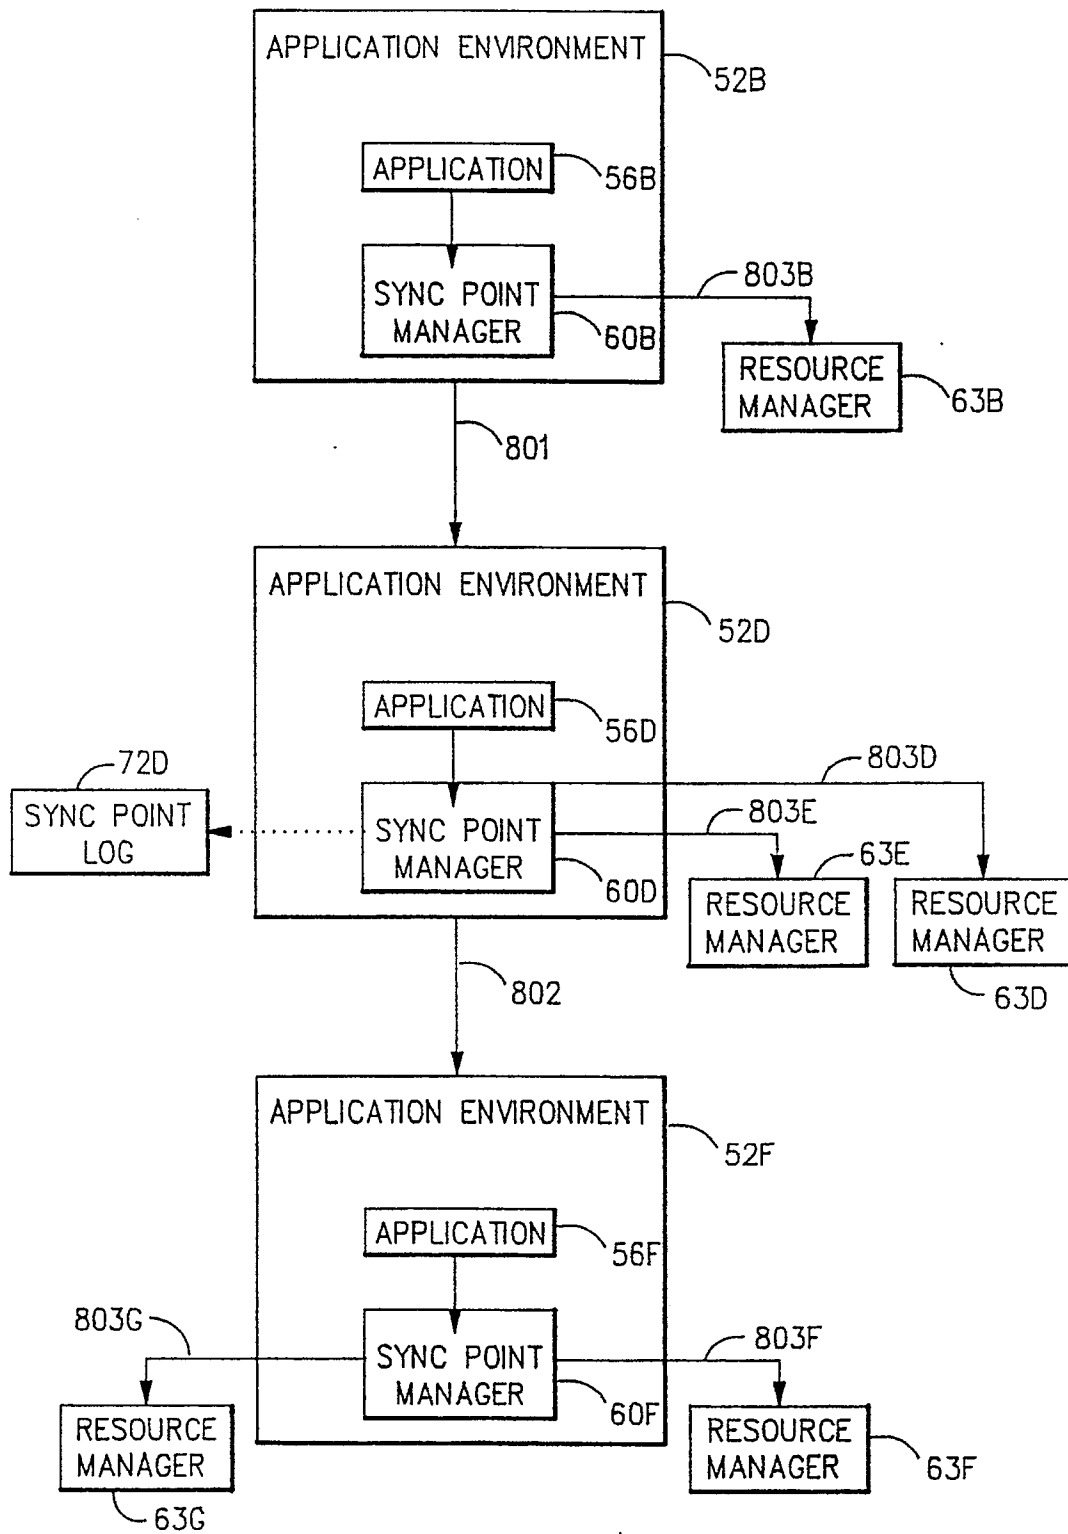 APPLICATION ENVIRONMENT
52B
APPLICATION
56B
SYNC POINT
MANAGER
60B
803B
RESOURCE
MANAGER
63B
801
APPLICATION ENVIRONMENT
52D
APPLICATION
56D
72D
SYNC POINT
LOG
SYNC POINT
MANAGER
60D
803D
803E
63E
RESOURCE
MANAGER
RESOURCE
MANAGER
63D
802
APPLICATION ENVIRONMENT
52F
APPLICATION
56F
803G
SYNC POINT
MANAGER
60F
803F
RESOURCE
MANAGER
63G
RESOURCE
MANAGER
63F